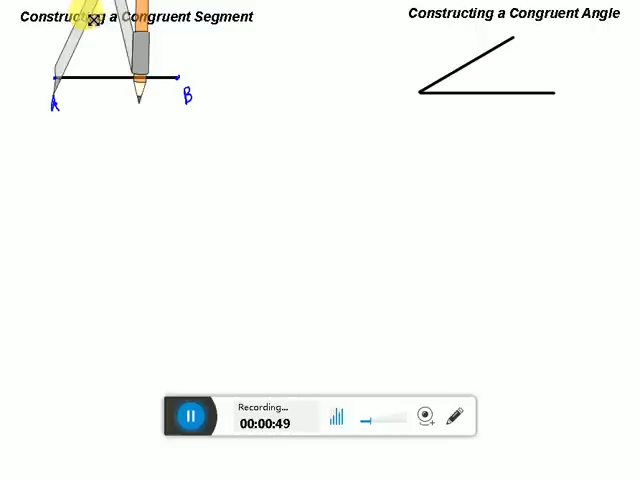 Constructing a Congruent Segment
Constructing a Congruent Angle
A
B
Recording...
00:00:49